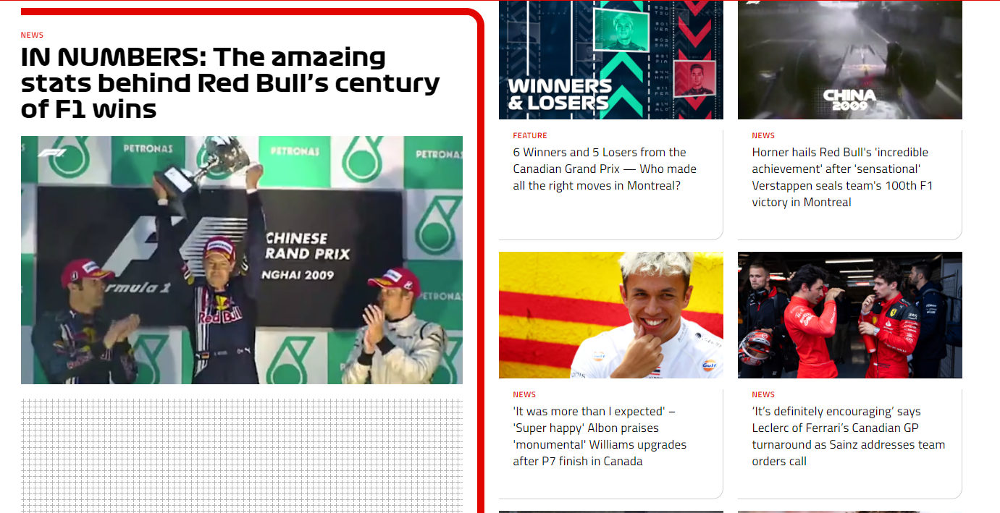 NEWS
IN NUMBERS: The amazing
stats behind Red Bull’s century
of F1 wins
PETRONAS
PETRONAS
PETRONAS
CHINESE
RAND PRIX
NGHAI 2009
rmula 1
PETRONAS
Red Bull
WINNERS
& LOSERS
FEATURE
6 Winners and 5 Losers from the
Canadian Grand Prix — Who made
all the right moves in Montreal?
CHINA
2009
NEWS
Horner hails Red Bull's 'incredible
achievement' after 'sensational'
Verstappen seals team's 100th F1
victory in Montreal
Gulf
Gulf
NEWS
'It was more than I expected' –
'Super happy' Albon praises
'monumental' Williams upgrades
after P7 finish in Canada
NEWS
‘It’s definitely encouraging’ says
Leclerc of Ferrari’s Canadian GP
turnaround as Sainz addresses team
orders call